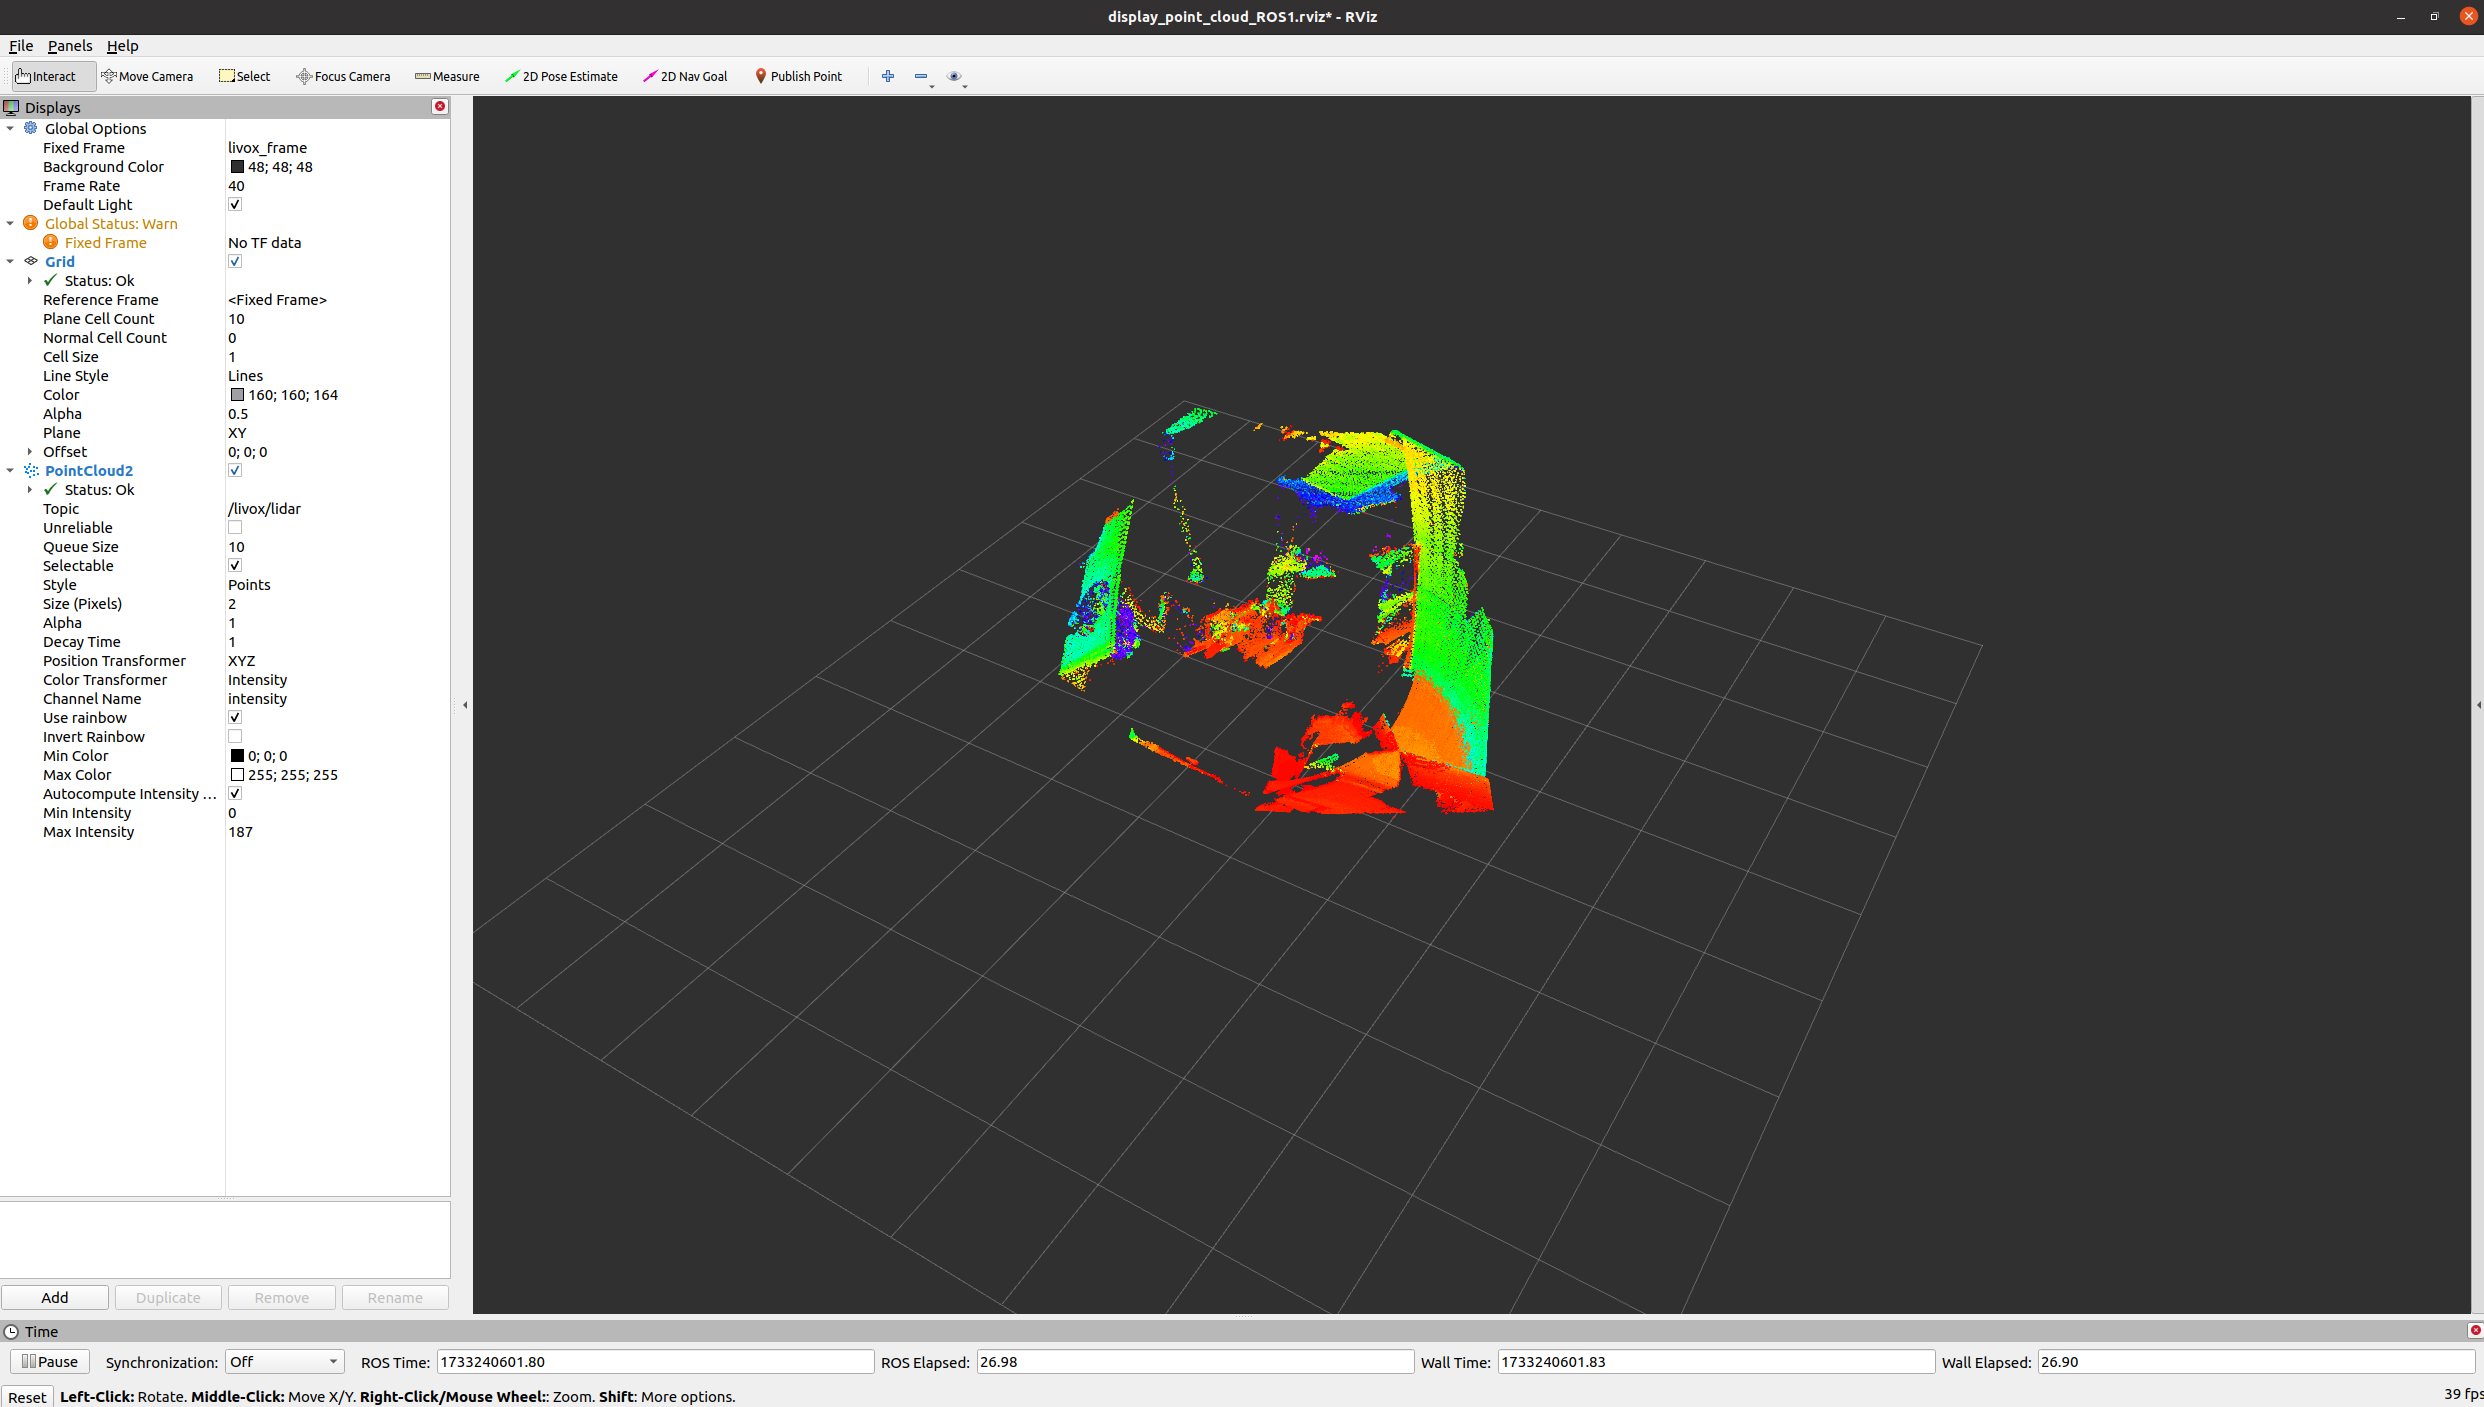 display_point_cloud_ROS1.rviz* - RViz
File Panels Help
Interact Move Camera Select Focus Camera Measure 2D Pose Estimate 2D Nav Goal Publish Point
Displays
Global Options
Fixed Frame livox_frame
Background Color 48; 48; 48
Frame Rate 40
Default Light
Global Status: Warn
Fixed Frame No TF data
Grid
Status: Ok
Reference Frame <Fixed Frame>
Plane Cell Count 10
Normal Cell Count 0
Cell Size 1
Line Style Lines
Color 160; 160; 164
Alpha 0.5
Plane XY
Offset 0; 0; 0
PointCloud2
Status: Ok
Topic /livox/lidar
Unreliable
Queue Size 10
Selectable
Style Points
Size (Pixels) 2
Alpha 1
Decay Time 1
Position Transformer XYZ
Color Transformer Intensity
Channel Name intensity
Use rainbow
Invert Rainbow
Min Color 0; 0; 0
Max Color 255; 255; 255
Autocompute Intensity ...
Min Intensity 0
Max Intensity 187
Add Duplicate Remove Rename
Time
Pause Synchronization: Off ROS Time: 1733240601.80 ROS Elapsed: 26.98 Wall Time: 1733240601.83 Wall Elapsed: 26.90
Reset Left-Click: Rotate. Middle-Click: Move X/Y. Right-Click/Mouse Wheel:: Zoom. Shift: More options. 39 fps